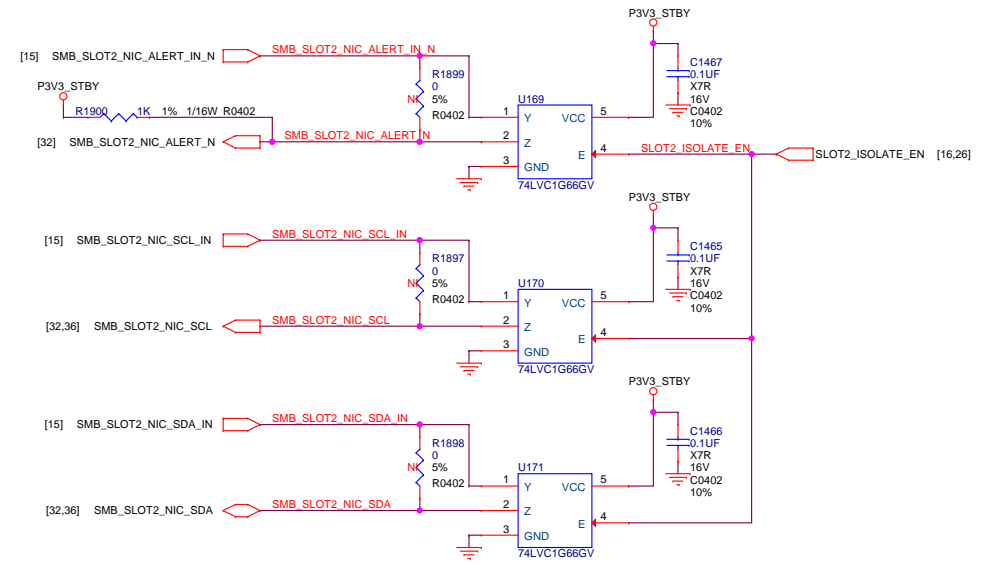 P3V3_STBY
[15] SMB_SLOT2_NIC_ALERT_IN_N
SMB_SLOT2_NIC_ALERT_IN_N
C1467
0.1UF
X7R
16V
C0402
10%
R1899
0
5%
R0402
P3V3_STBY
R1900 1K 1% 1/16W R0402
[32] SMB_SLOT2_NIC_ALERT_N
SMB_SLOT2_NIC_ALERT_N
U169
1 Y VCC 5
2 Z
3 GND
E 4
74LVC1G66GV
SLOT2_ISOLATE_EN
SLOT2_ISOLATE_EN [16,26]
P3V3_STBY
[15] SMB_SLOT2_NIC_SCL_IN
SMB_SLOT2_NIC_SCL_IN
C1465
0.1UF
X7R
16V
C0402
10%
R1897
0
5%
R0402
[32,36] SMB_SLOT2_NIC_SCL
SMB_SLOT2_NIC_SCL
U170
1 Y VCC 5
2 Z
3 GND
E 4
74LVC1G66GV
P3V3_STBY
[15] SMB_SLOT2_NIC_SDA_IN
SMB_SLOT2_NIC_SDA_IN
C1466
0.1UF
X7R
16V
C0402
10%
R1898
0
5%
R0402
[32,36] SMB_SLOT2_NIC_SDA
SMB_SLOT2_NIC_SDA
U171
1 Y VCC 5
2 Z
3 GND
E 4
74LVC1G66GV